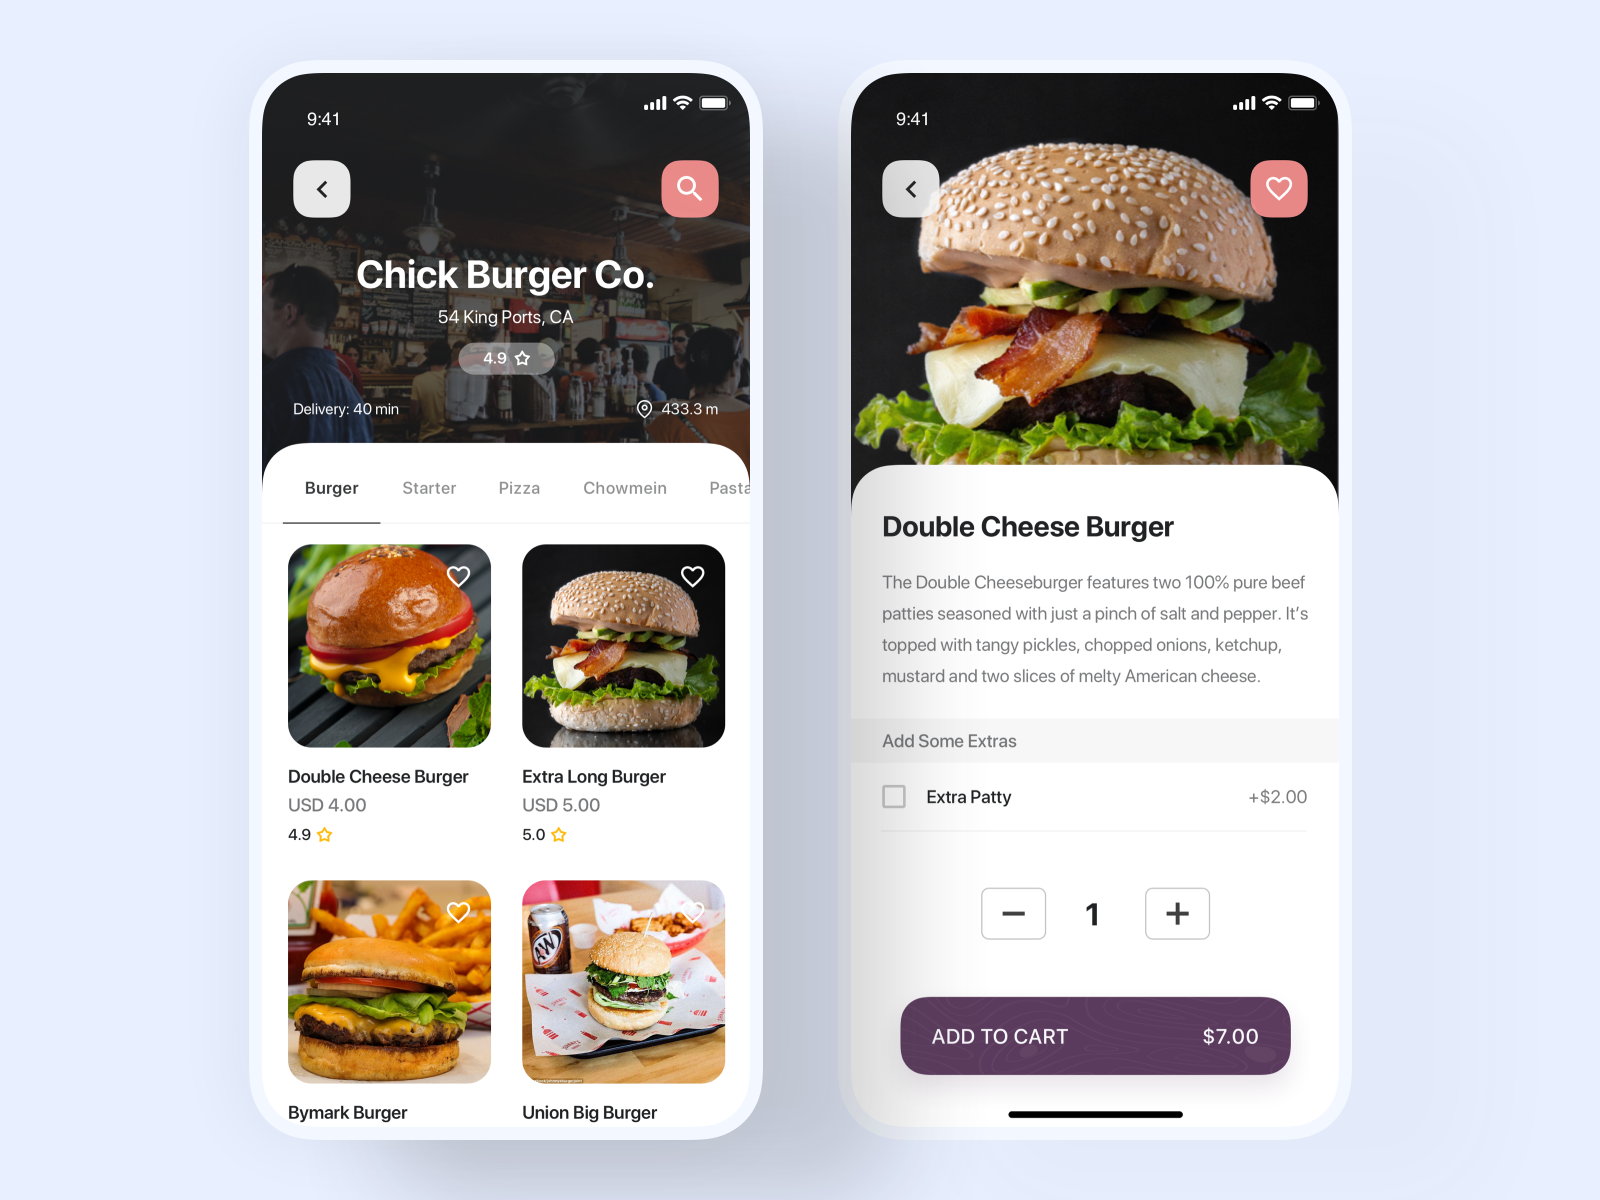 9:41
Chick Burger Co.
54 King Ports, CA
4.9
Delivery: 40 min
433.3 m
Burger
Starter
Pizza
Chowmein
Pasta
Double Cheese Burger
USD 4.00
4.9
Extra Long Burger
USD 5.00
5.0
A&W
Bymark Burger
Union Big Burger
9:41
Double Cheese Burger
The Double Cheeseburger features two 100% pure beef
patties seasoned with just a pinch of salt and pepper. It's
topped with tangy pickles, chopped onions, ketchup,
mustard and two slices of melty American cheese.
Add Some Extras
Extra Patty
+$2.00
1
ADD TO CART
$7.00